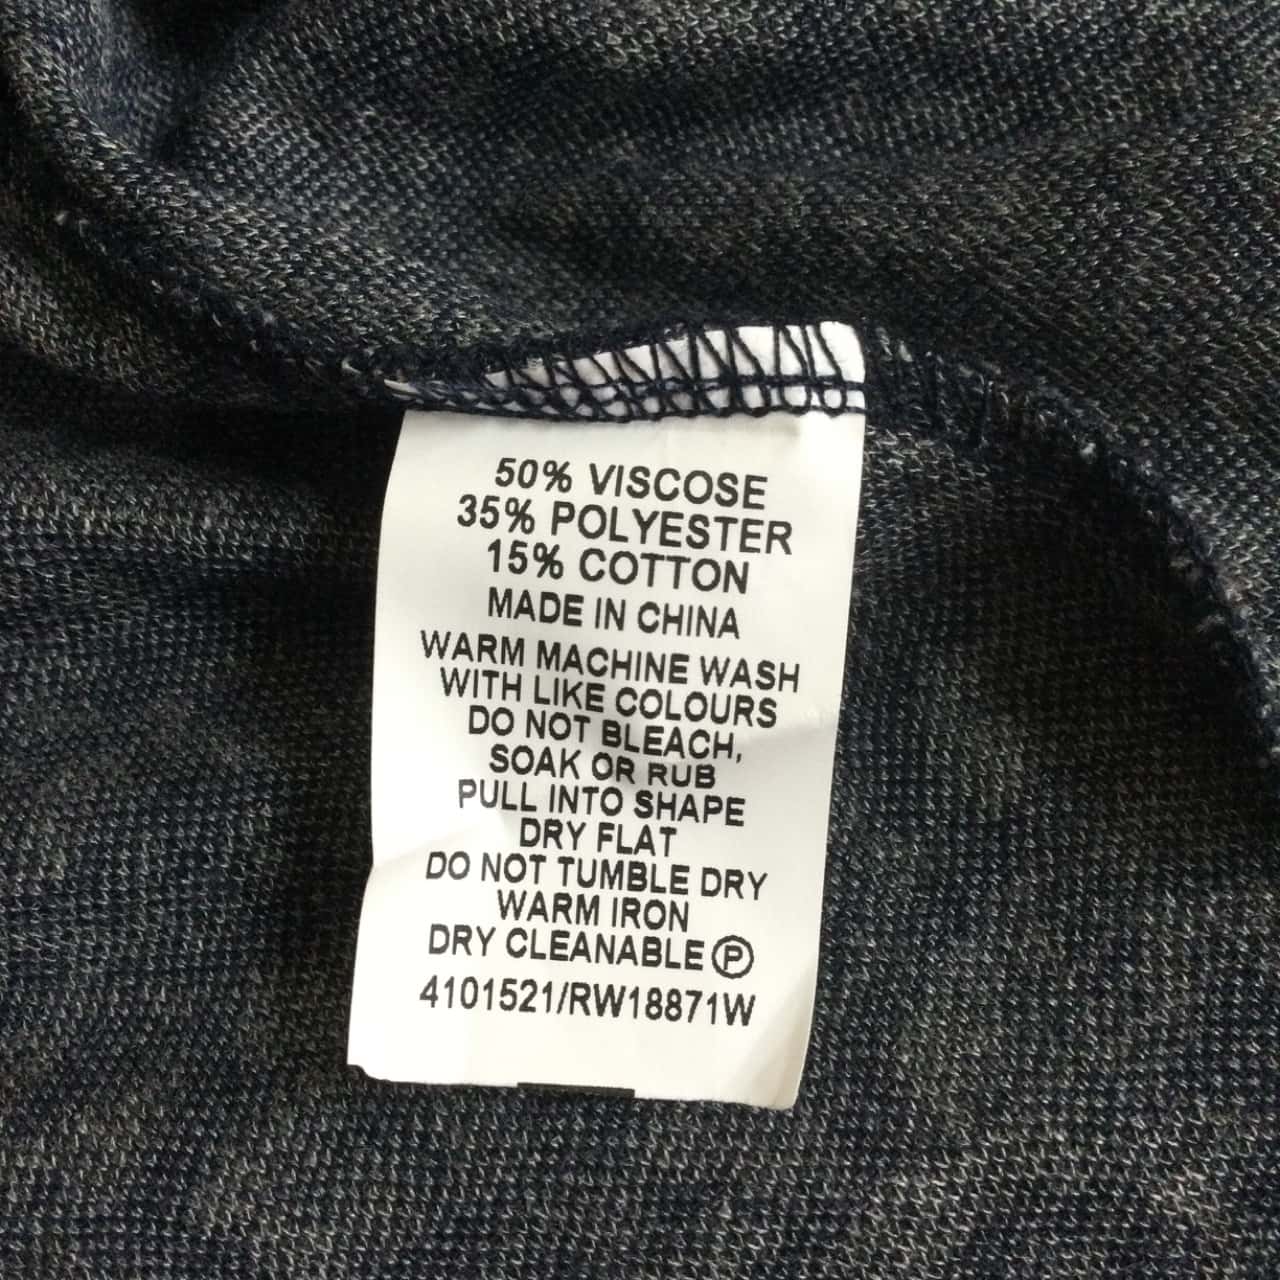 50% VISCOSE
35% POLYESTER
15% COTTON
MADE IN CHINA
WARM MACHINE WASH
WITH LIKE COLOURS
DO NOT BLEACH,
SOAK OR RUB
PULL INTO SHAPE
DRY FLAT
DO NOT TUMBLE DRY
WARM IRON
DRY CLEANABLE Ⓟ
4101521/RW18871W